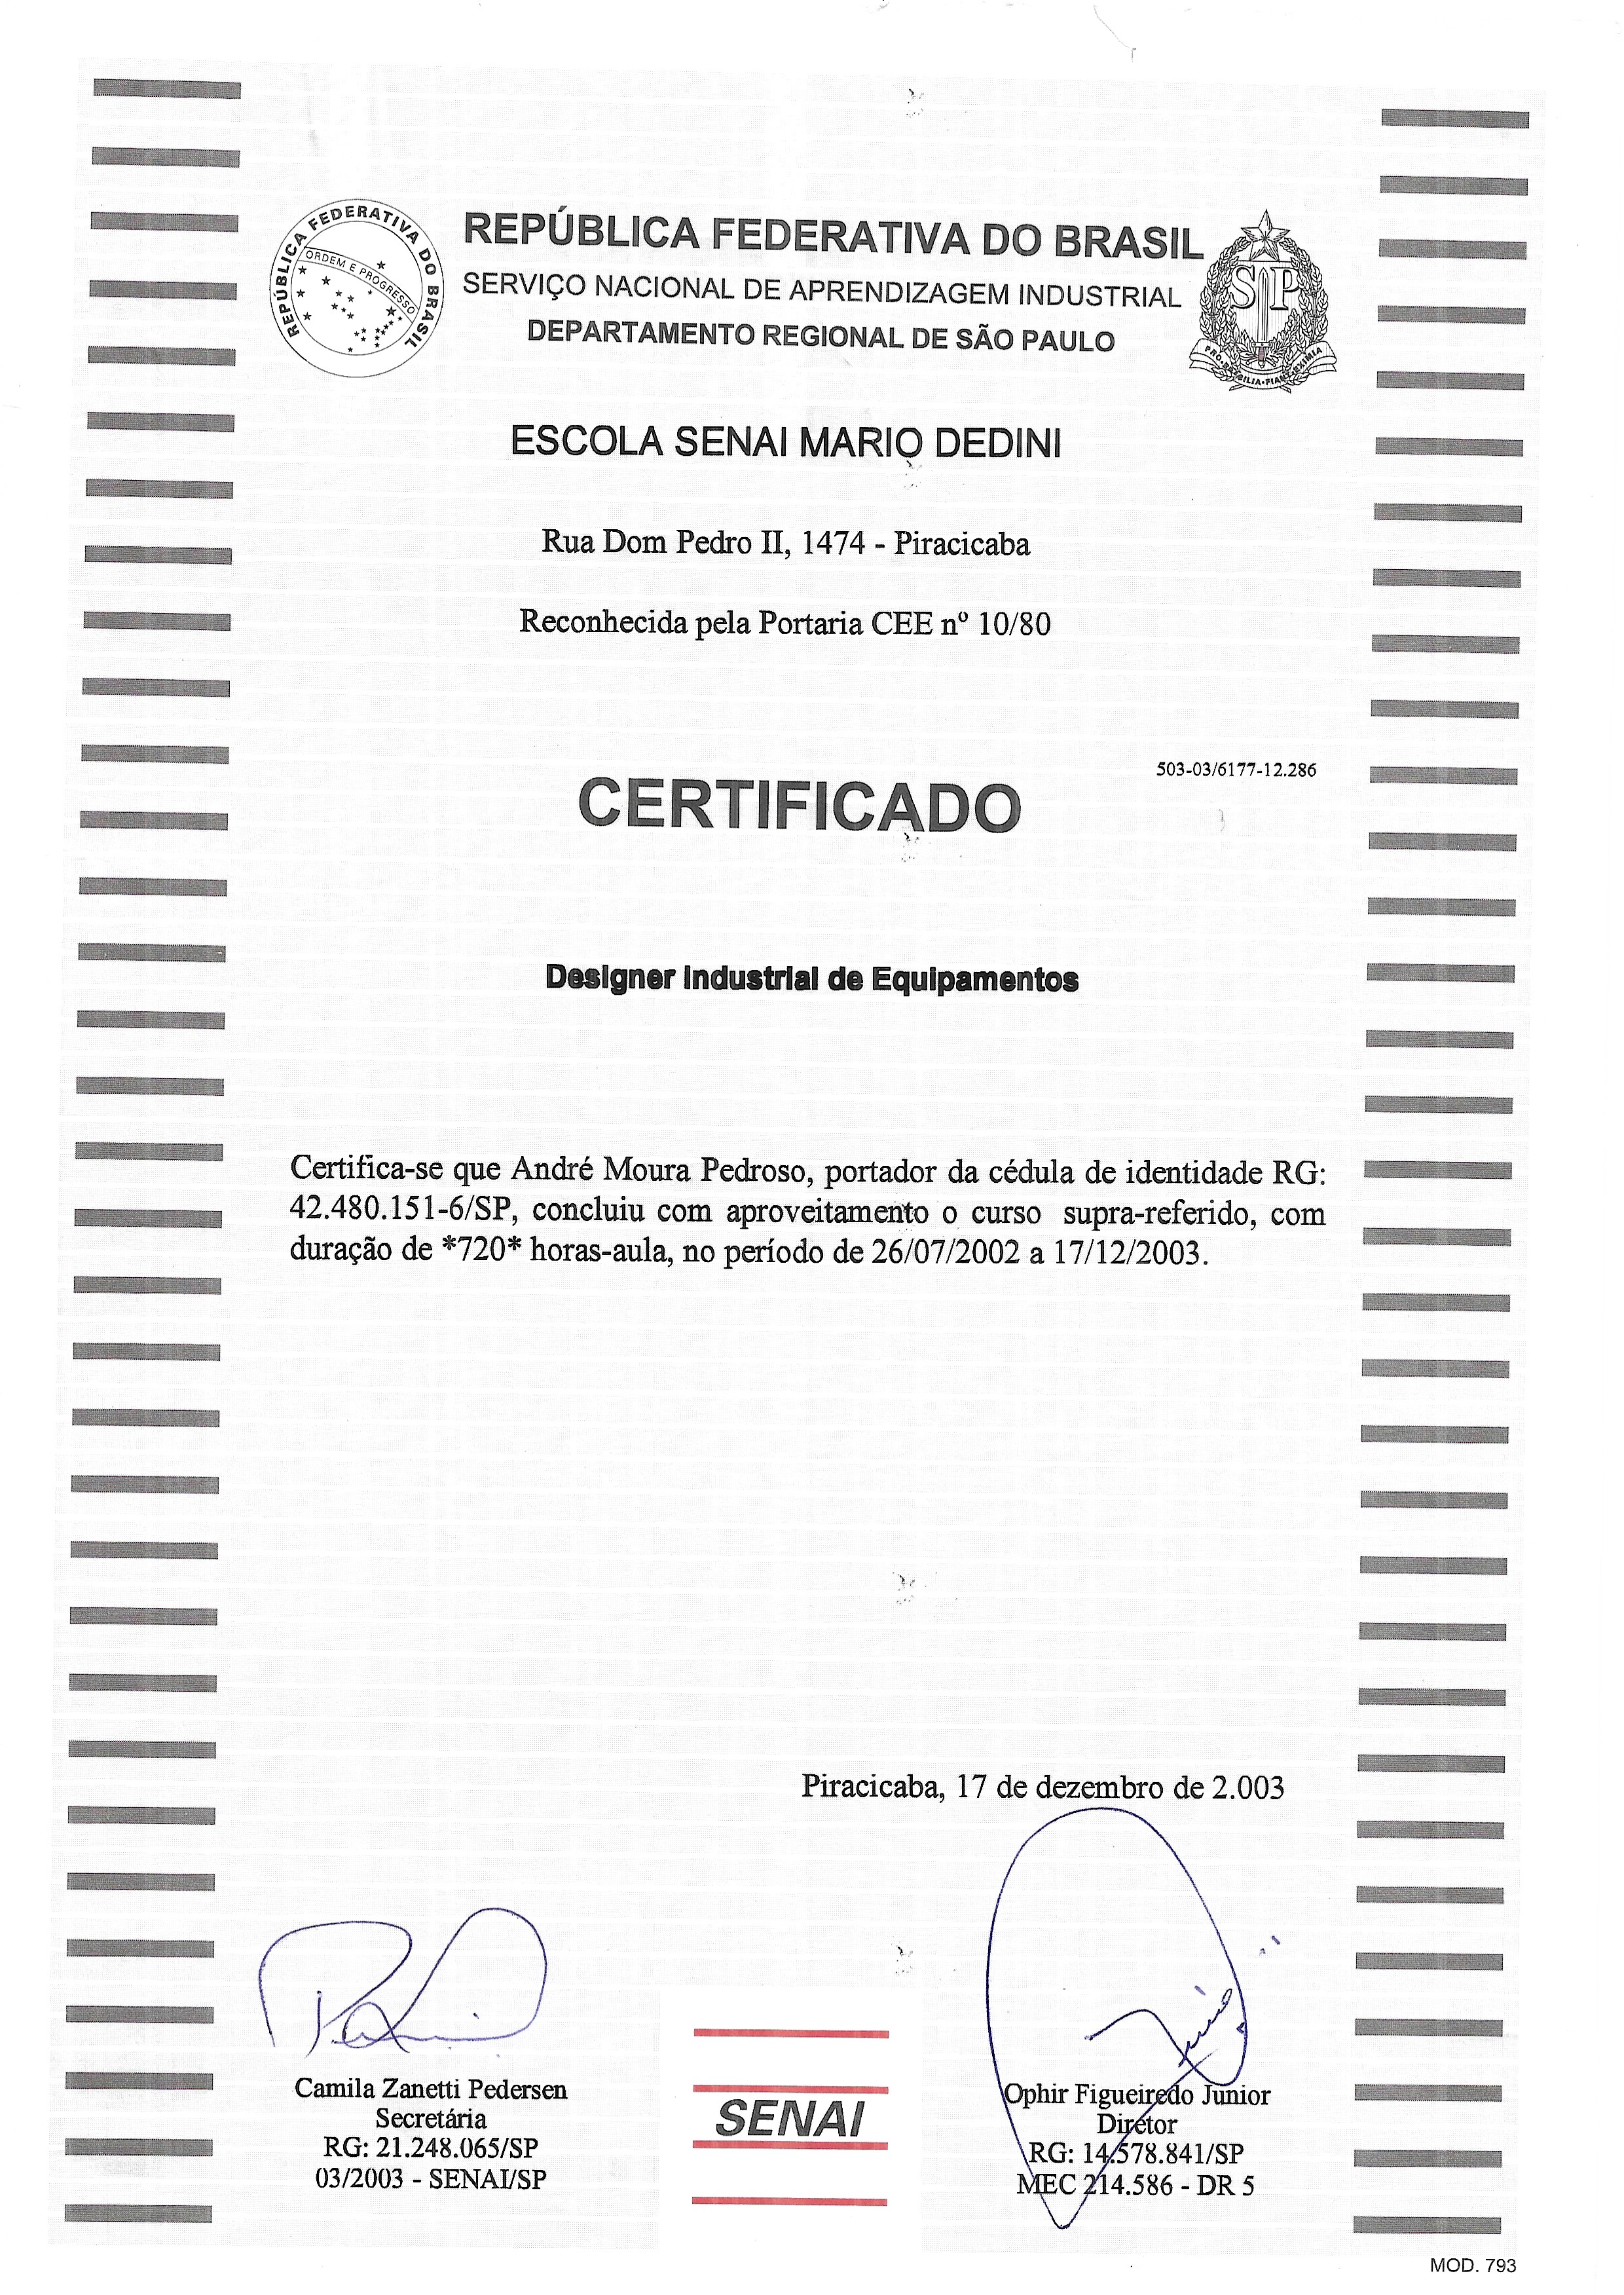 REPÚBLICA FEDERATIVA DO BRASIL
ORDEM E PROGRESSO
REPÚBLICA FEDERATIVA DO BRASIL
SERVIÇO NACIONAL DE APRENDIZAGEM INDUSTRIAL
DEPARTAMENTO REGIONAL DE SÃO PAULO
SP
PRO·BRASILIA·FIANT·EXIMIA
ESCOLA SENAI MARIO DEDINI
Rua Dom Pedro II, 1474 - Piracicaba
Reconhecida pela Portaria CEE nº 10/80
503-03/6177-12.286
CERTIFICADO
Designer Industrial de Equipamentos
Certifica-se que André Moura Pedroso, portador da cédula de identidade RG:
42.480.151-6/SP, concluiu com aproveitamento o curso supra-referido, com
duração de *720* horas-aula, no período de 26/07/2002 a 17/12/2003.
Piracicaba, 17 de dezembro de 2.003
Camila Zanetti Pedersen
Secretária
RG: 21.248.065/SP
03/2003 - SENAI/SP
SENAI
Ophir Figueiredo Junior
Diretor
RG: 14.578.841/SP
MEC 214.586 - DR 5
MOD. 793